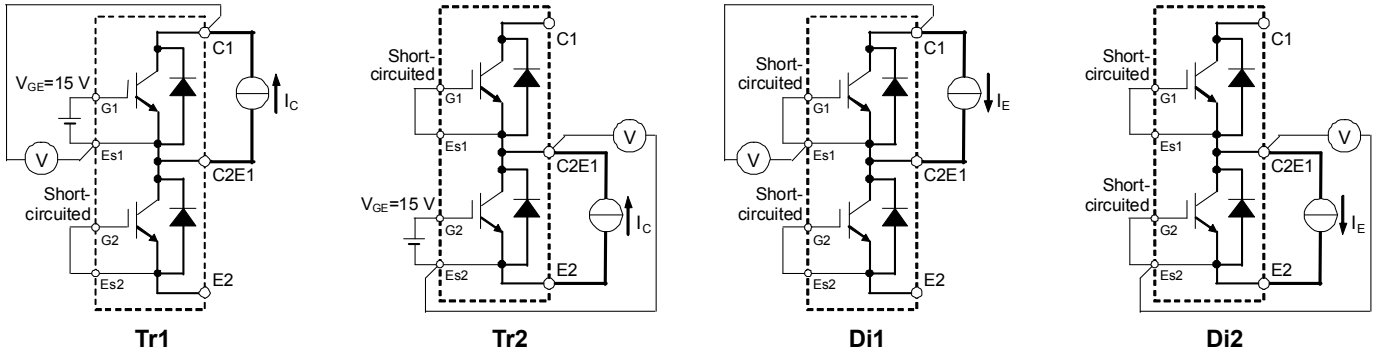 C1
V_GE=15 V
G1
I_C
V
Es1
C2E1
Short-
circuited
G2
Es2
E2
Tr1
C1
Short-
circuited
G1
Es1
V
C2E1
V_GE=15 V
G2
I_C
Es2
E2
Tr2
C1
Short-
circuited
G1
I_E
V
Es1
C2E1
Short-
circuited
G2
Es2
E2
Di1
C1
Short-
circuited
G1
Es1
V
C2E1
Short-
circuited
G2
I_E
Es2
E2
Di2